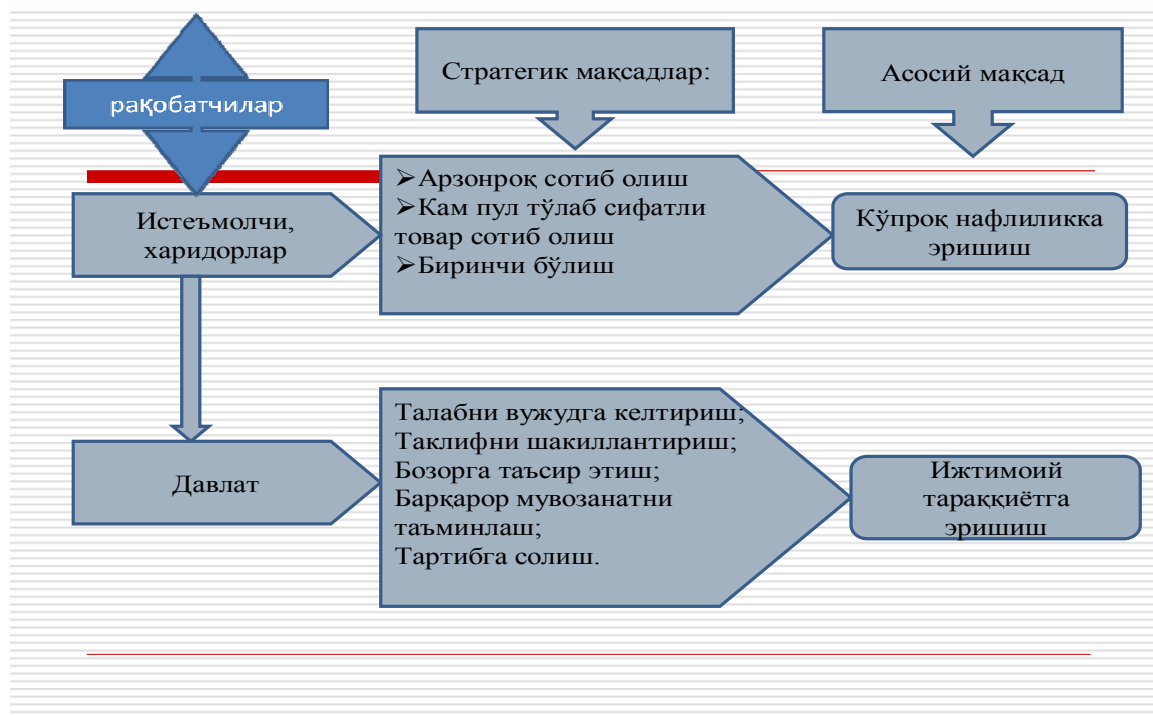 рақобатчилар
Стратегик мақсадлар:
Асосий мақсад
Истеъмолчи,
харидорлар
➢Арзонроқ сотиб олиш
➢Кам пул тўлаб сифатли
товар сотиб олиш
➢Биринчи бўлиш
Кўпроқ нафлиликка
эришиш
Давлат
Талабни вужудга келтириш;
Таклифни шакиллантириш;
Бозорга таъсир этиш;
Барқарор мувозанатни
таъминлаш;
Тартибга солиш.
Ижтимоий
тараққиётга
эришиш